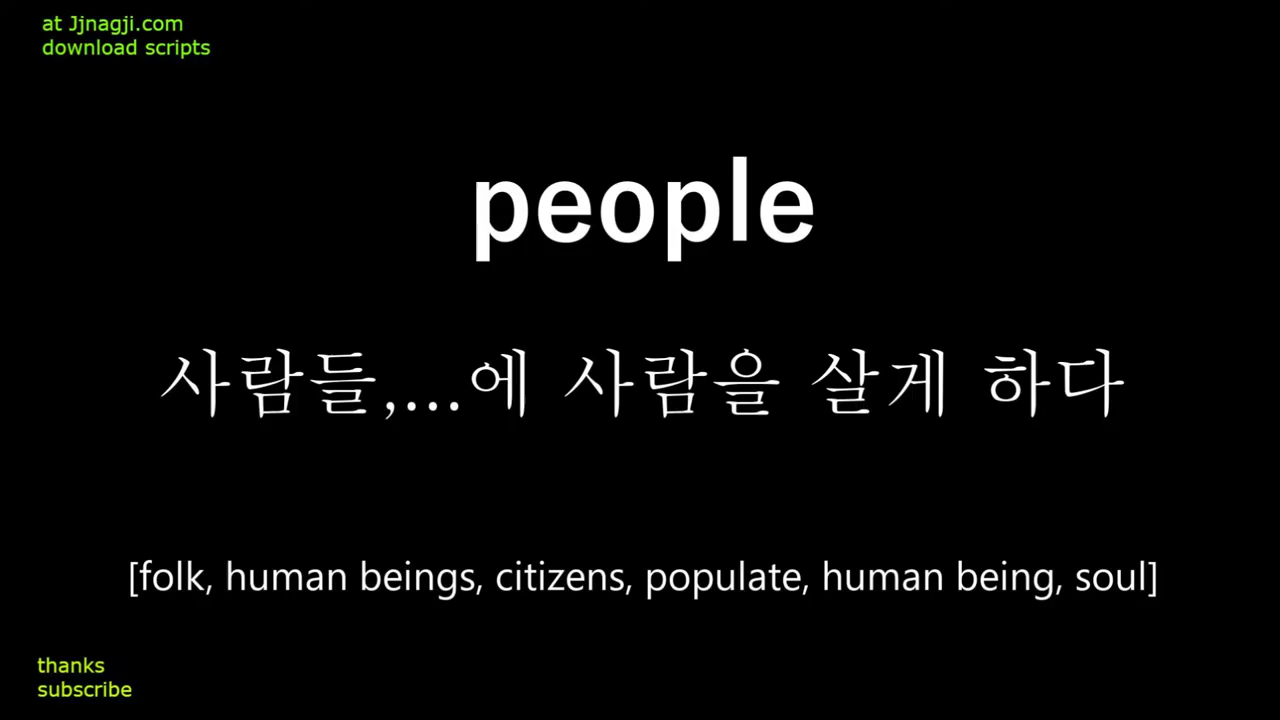 at Jjnagji.com
download scripts
people
사람들,...에 사람을 살게 하다
[folk, human beings, citizens, populate, human being, soul]
thanks
subscribe